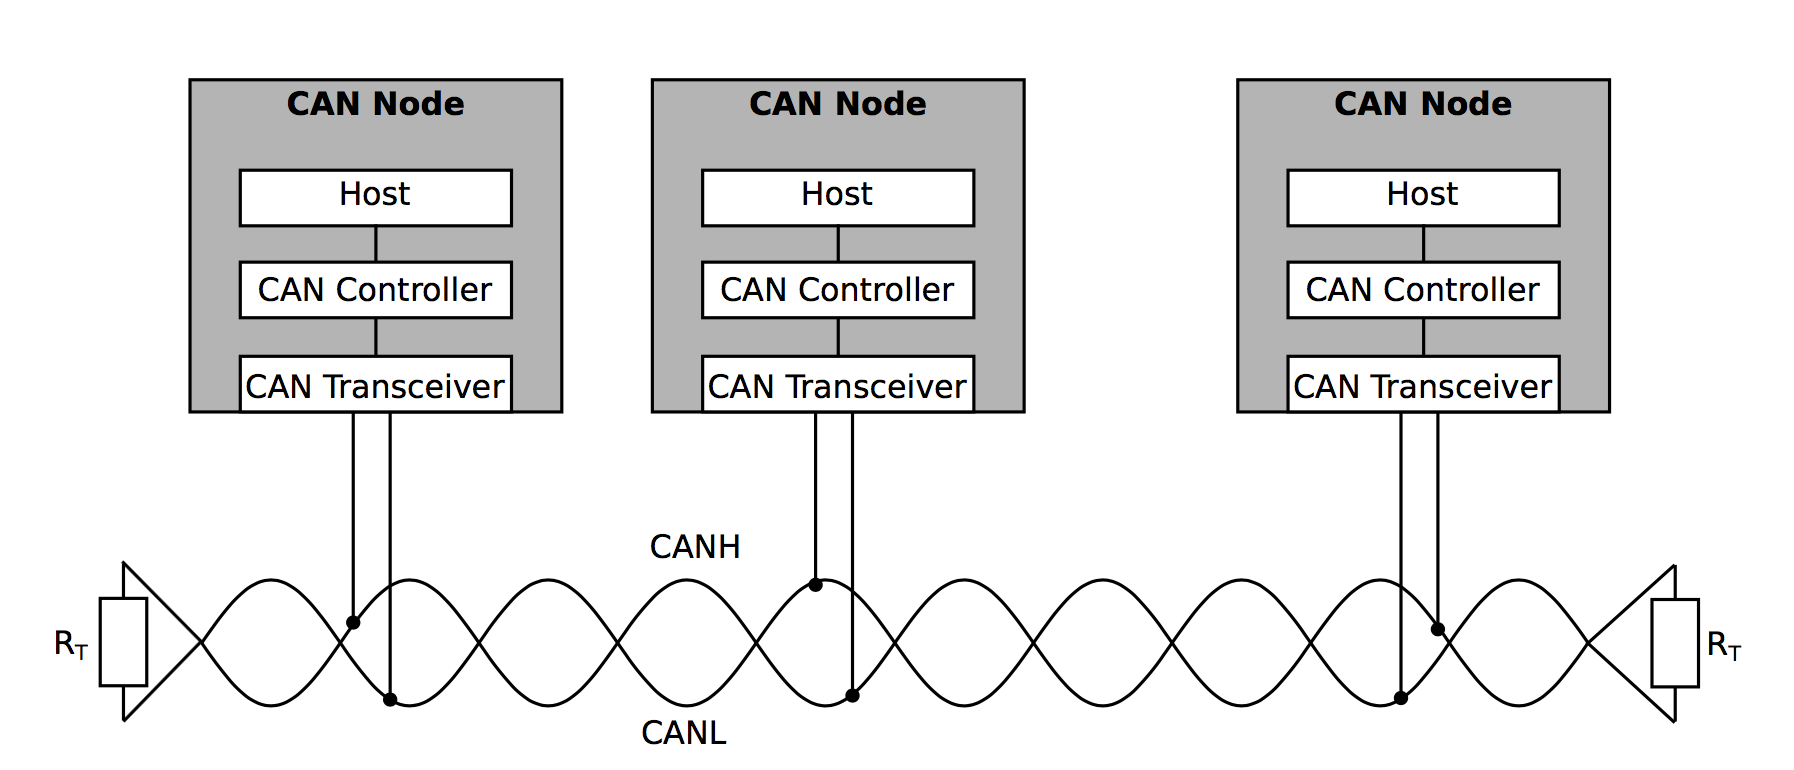 CAN Node
Host
CAN Controller
CAN Transceiver
CAN Node
Host
CAN Controller
CAN Transceiver
CAN Node
Host
CAN Controller
CAN Transceiver
CANH
RT
RT
CANL